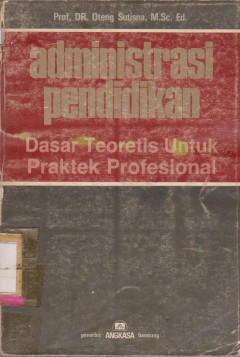 Prof. DR. Oteng Sutisna, M.Sc. Ed.
administrasi
pendidikan
Dasar Teoretis Untuk
Praktek Profesional
penerbit ANGKASA bandung